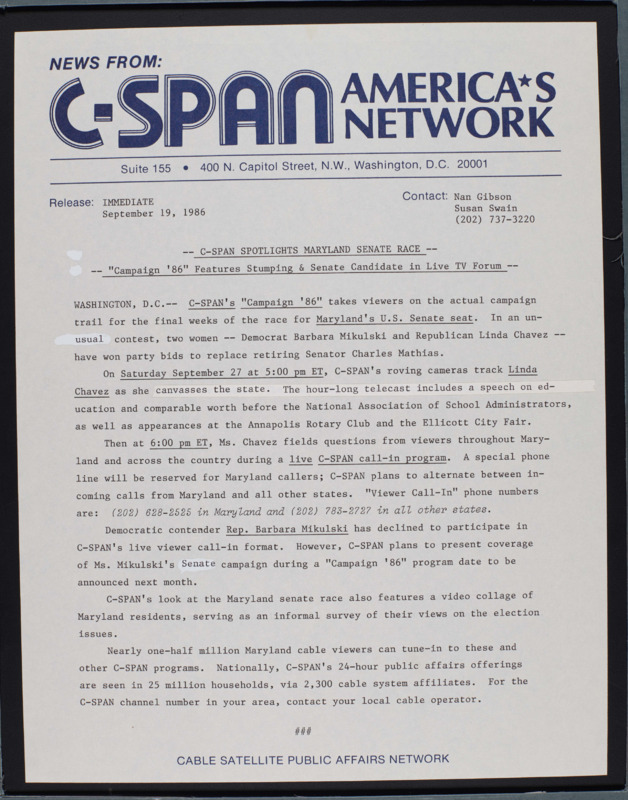 NEWS FROM:
C-SPAN AMERICA★S NETWORK
Suite 155 • 400 N. Capitol Street, N.W., Washington, D.C. 20001
Release: IMMEDIATE
September 19, 1986
Contact: Nan Gibson
Susan Swain
(202) 737-3220
-- C-SPAN SPOTLIGHTS MARYLAND SENATE RACE --
-- "Campaign '86" Features Stumping & Senate Candidate in Live TV Forum --
WASHINGTON, D.C.-- C-SPAN's "Campaign '86" takes viewers on the actual campaign
trail for the final weeks of the race for Maryland's U.S. Senate seat. In an un-
usual contest, two women -- Democrat Barbara Mikulski and Republican Linda Chavez --
have won party bids to replace retiring Senator Charles Mathias.
On Saturday September 27 at 5:00 pm ET, C-SPAN's roving cameras track Linda
Chavez as she canvasses the state. The hour-long telecast includes a speech on ed-
ucation and comparable worth before the National Association of School Administrators,
as well as appearances at the Annapolis Rotary Club and the Ellicott City Fair.
Then at 6:00 pm ET, Ms. Chavez fields questions from viewers throughout Mary-
land and across the country during a live C-SPAN call-in program. A special phone
line will be reserved for Maryland callers; C-SPAN plans to alternate between in-
coming calls from Maryland and all other states. "Viewer Call-In" phone numbers
are: (202) 628-2525 in Maryland and (202) 783-2727 in all other states.
Democratic contender Rep. Barbara Mikulski has declined to participate in
C-SPAN's live viewer call-in format. However, C-SPAN plans to present coverage
of Ms. Mikulski's Senate campaign during a "Campaign '86" program date to be
announced next month.
C-SPAN's look at the Maryland senate race also features a video collage of
Maryland residents, serving as an informal survey of their views on the election
issues.
Nearly one-half million Maryland cable viewers can tune-in to these and
other C-SPAN programs. Nationally, C-SPAN's 24-hour public affairs offerings
are seen in 25 million households, via 2,300 cable system affiliates. For the
C-SPAN channel number in your area, contact your local cable operator.
###
CABLE SATELLITE PUBLIC AFFAIRS NETWORK